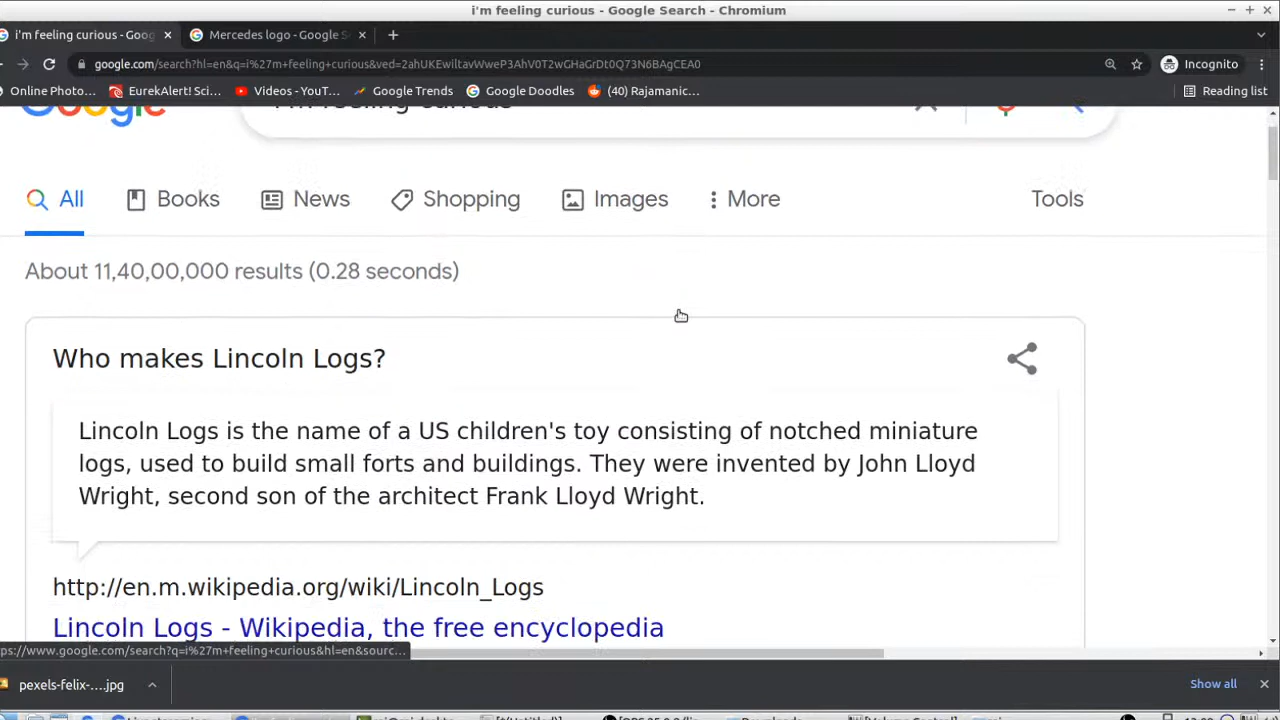 i'm feeling curious - Google Search - Chromium
i'm feeling curious - Goog
Mercedes logo - Google S
google.com/search?hl=en&q=i%27m+feeling+curious&ved=2ahUKEwiltavWweP3AhV0T2wGHaGrDt0Q73N6BAgCEA0
Incognito
Online Photo…
EurekAlert! Sci…
Videos - YouT…
Google Trends
Google Doodles
(40) Rajamanic…
Reading list
Google
i'm feeling curious
All
Books
News
Shopping
Images
More
Tools
About 11,40,00,000 results (0.28 seconds)
Who makes Lincoln Logs?
Lincoln Logs is the name of a US children's toy consisting of notched miniature
logs, used to build small forts and buildings. They were invented by John Lloyd
Wright, second son of the architect Frank Lloyd Wright.
http://en.m.wikipedia.org/wiki/Lincoln_Logs
Lincoln Logs - Wikipedia, the free encyclopedia
ps://www.google.com/search?q=i%27m+feeling+curious&hl=en&sourc…
pexels-felix-....jpg
Show all